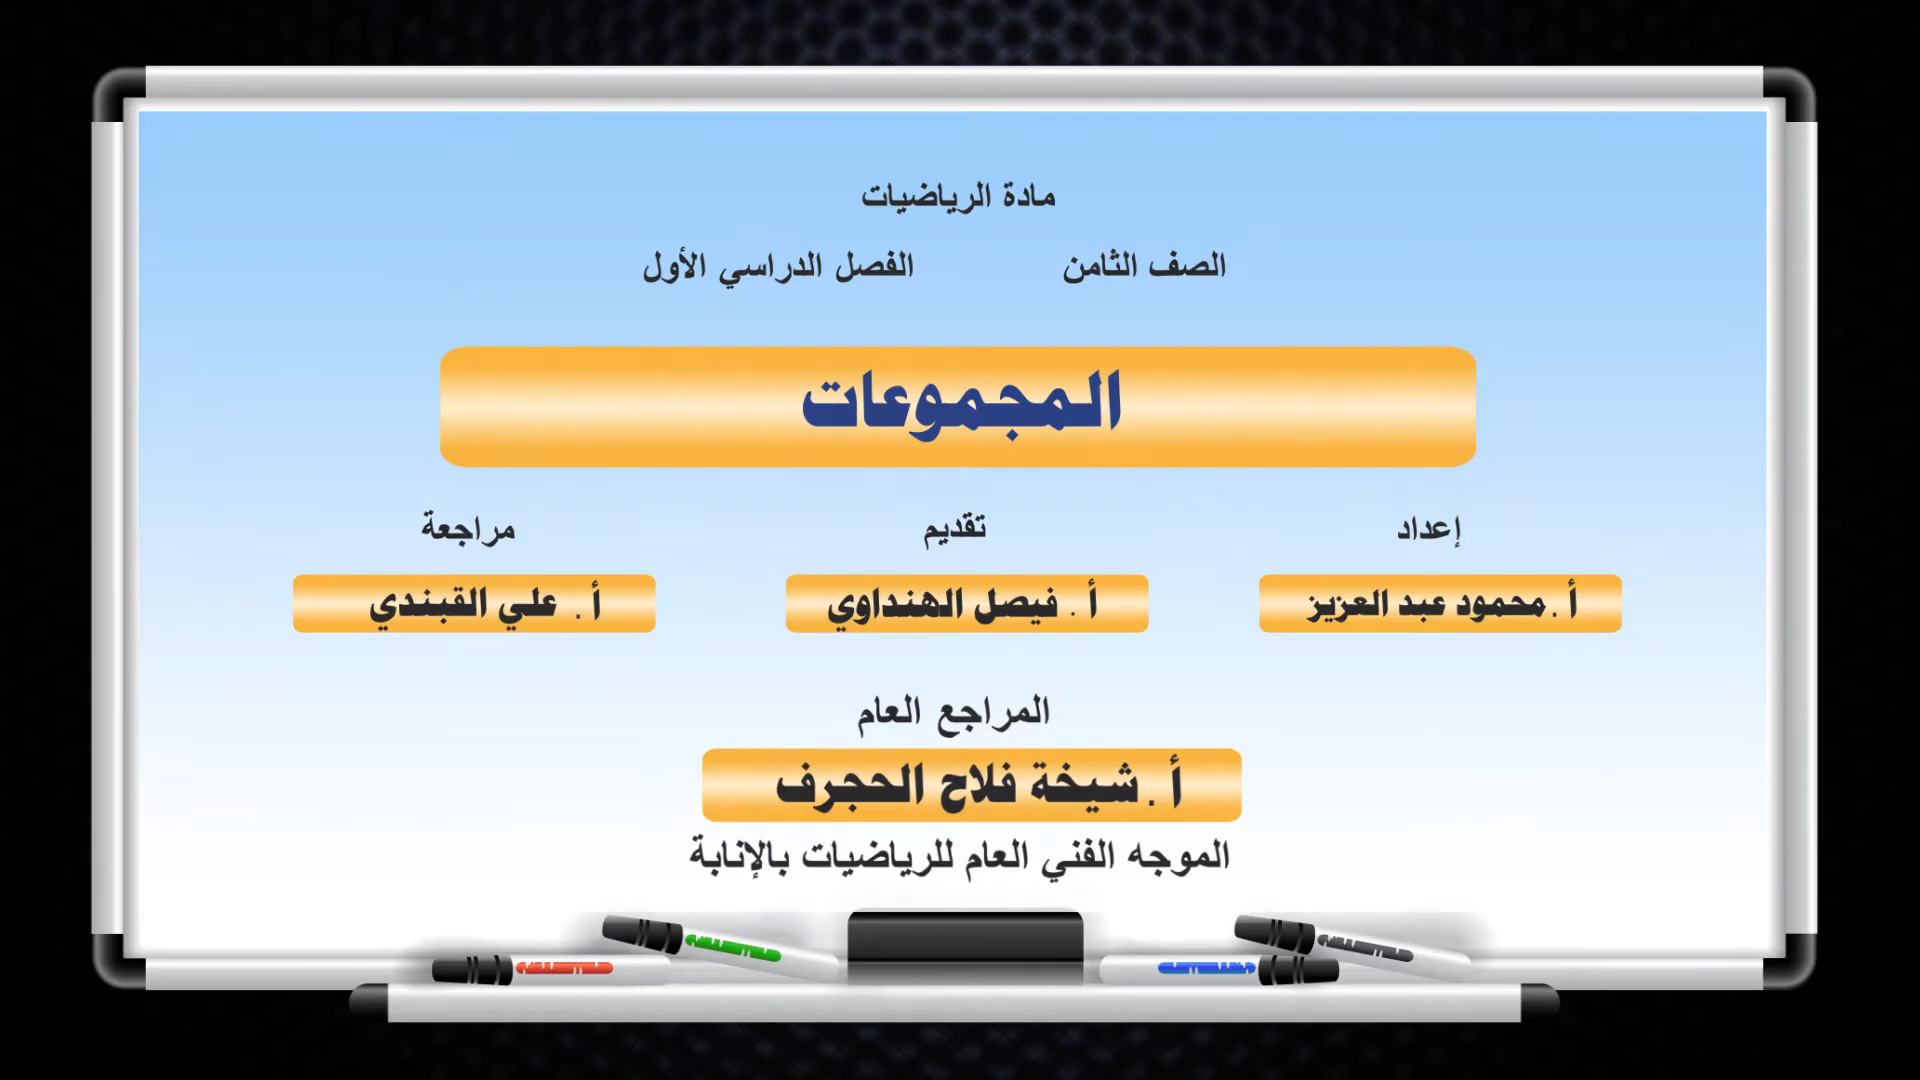 مادة الرياضيات
الصف الثامن الفصل الدراسي الأول
المجموعات
إعداد تقديم مراجعة
أ . محمود عبد العزيز أ . فيصل الهنداوي أ . علي القبندي
المراجع العام
أ . شيخة فلاح الحجرف
الموجه الفني العام للرياضيات بالإنابة